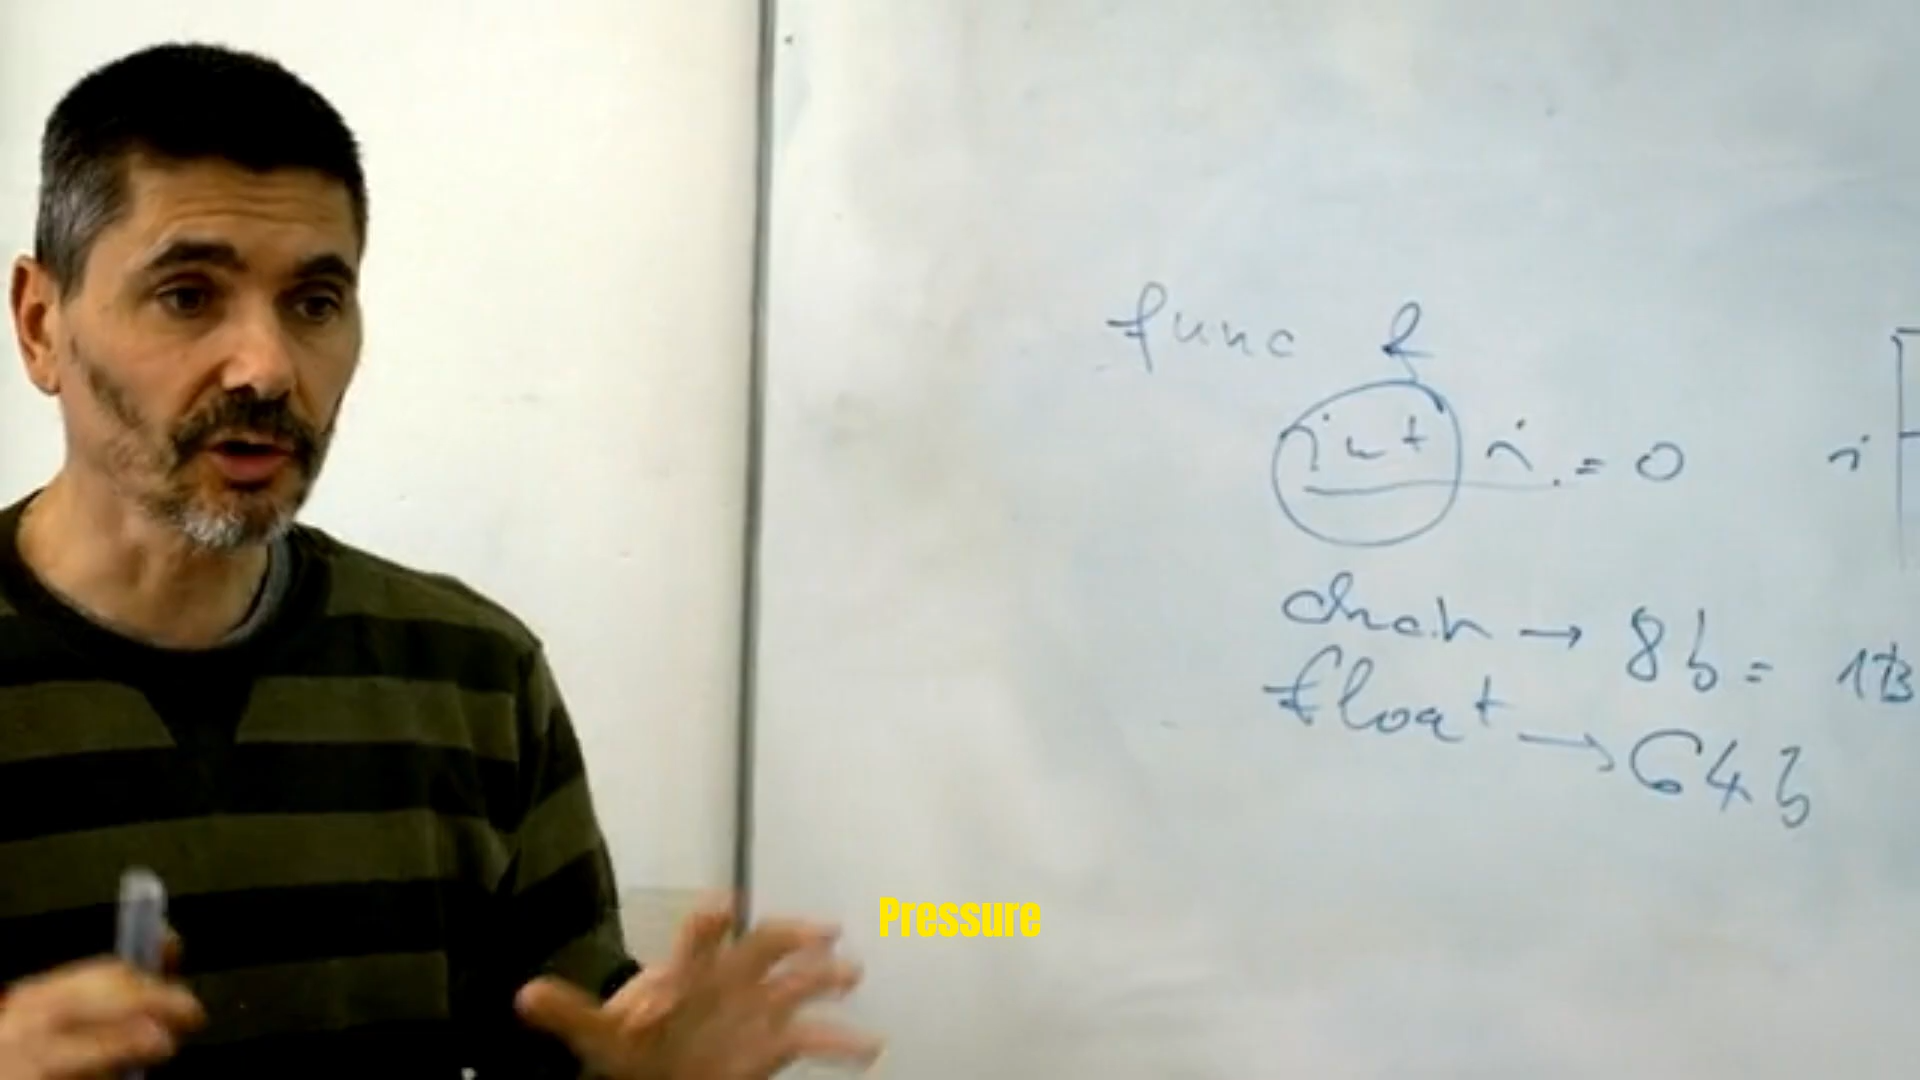 func f
int i = 0 i
char → 8b = 1B
float → 64b
Pressure